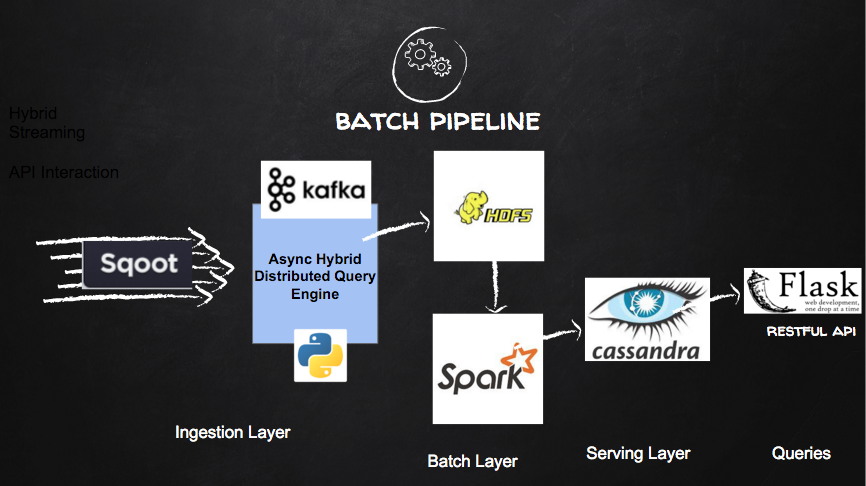 BATCH PIPELINE
Hybrid
Streaming
API Interaction
kafka
HDFS
Sqoot
Async Hybrid
Distributed Query
Engine
Spark
cassandra
Flask
web development,
one drop at a time
RESTFUL API
Ingestion Layer
Batch Layer
Serving Layer
Queries